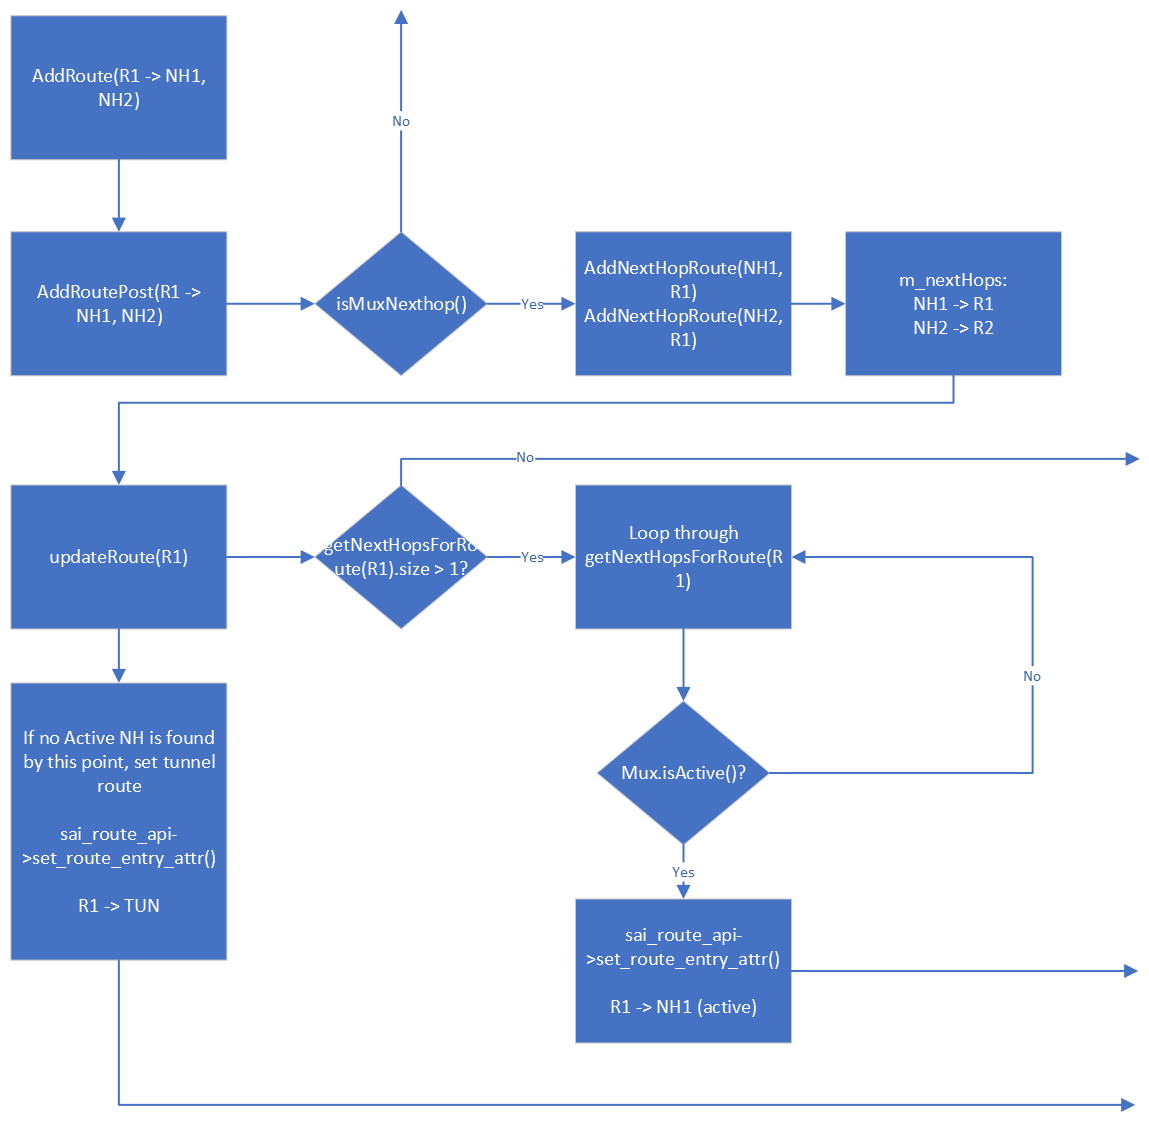 AddRoute(R1 -> NH1,
NH2)
No
AddRoutePost(R1 ->
NH1, NH2)
isMuxNexthop()
Yes
AddNextHopRoute(NH1,
R1)
AddNextHopRoute(NH2,
R1)
m_nextHops:
NH1 -> R1
NH2 -> R2
No
updateRoute(R1)
getNextHopsForRo
ute(R1).size > 1?
Yes
Loop through
getNextHopsForRoute(R
1)
No
If no Active NH is found
by this point, set tunnel
route
sai_route_api-
>set_route_entry_attr()
R1 -> TUN
Mux.isActive()?
Yes
sai_route_api-
>set_route_entry_attr()
R1 -> NH1 (active)